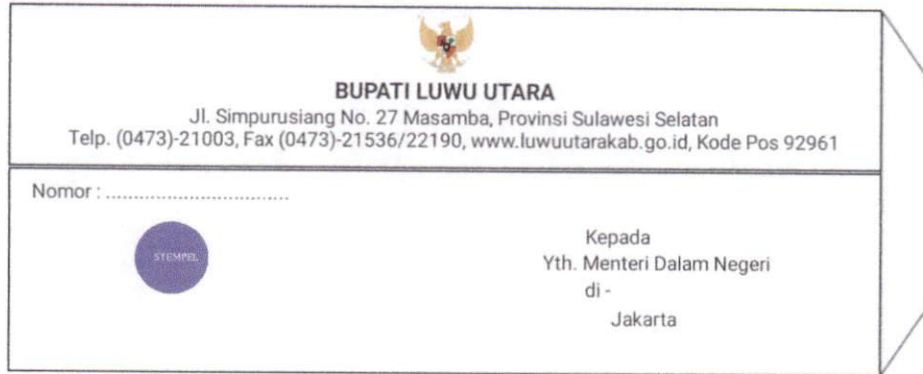 BUPATI LUWU UTARA
Jl. Simpurusiang No. 27 Masamba, Provinsi Sulawesi Selatan
Telp. (0473)-21003, Fax (0473)-21536/22190, www.luwuutarakab.go.id, Kode Pos 92961
Nomor : ................................
STEMPEL
Kepada
Yth. Menteri Dalam Negeri
di -
Jakarta